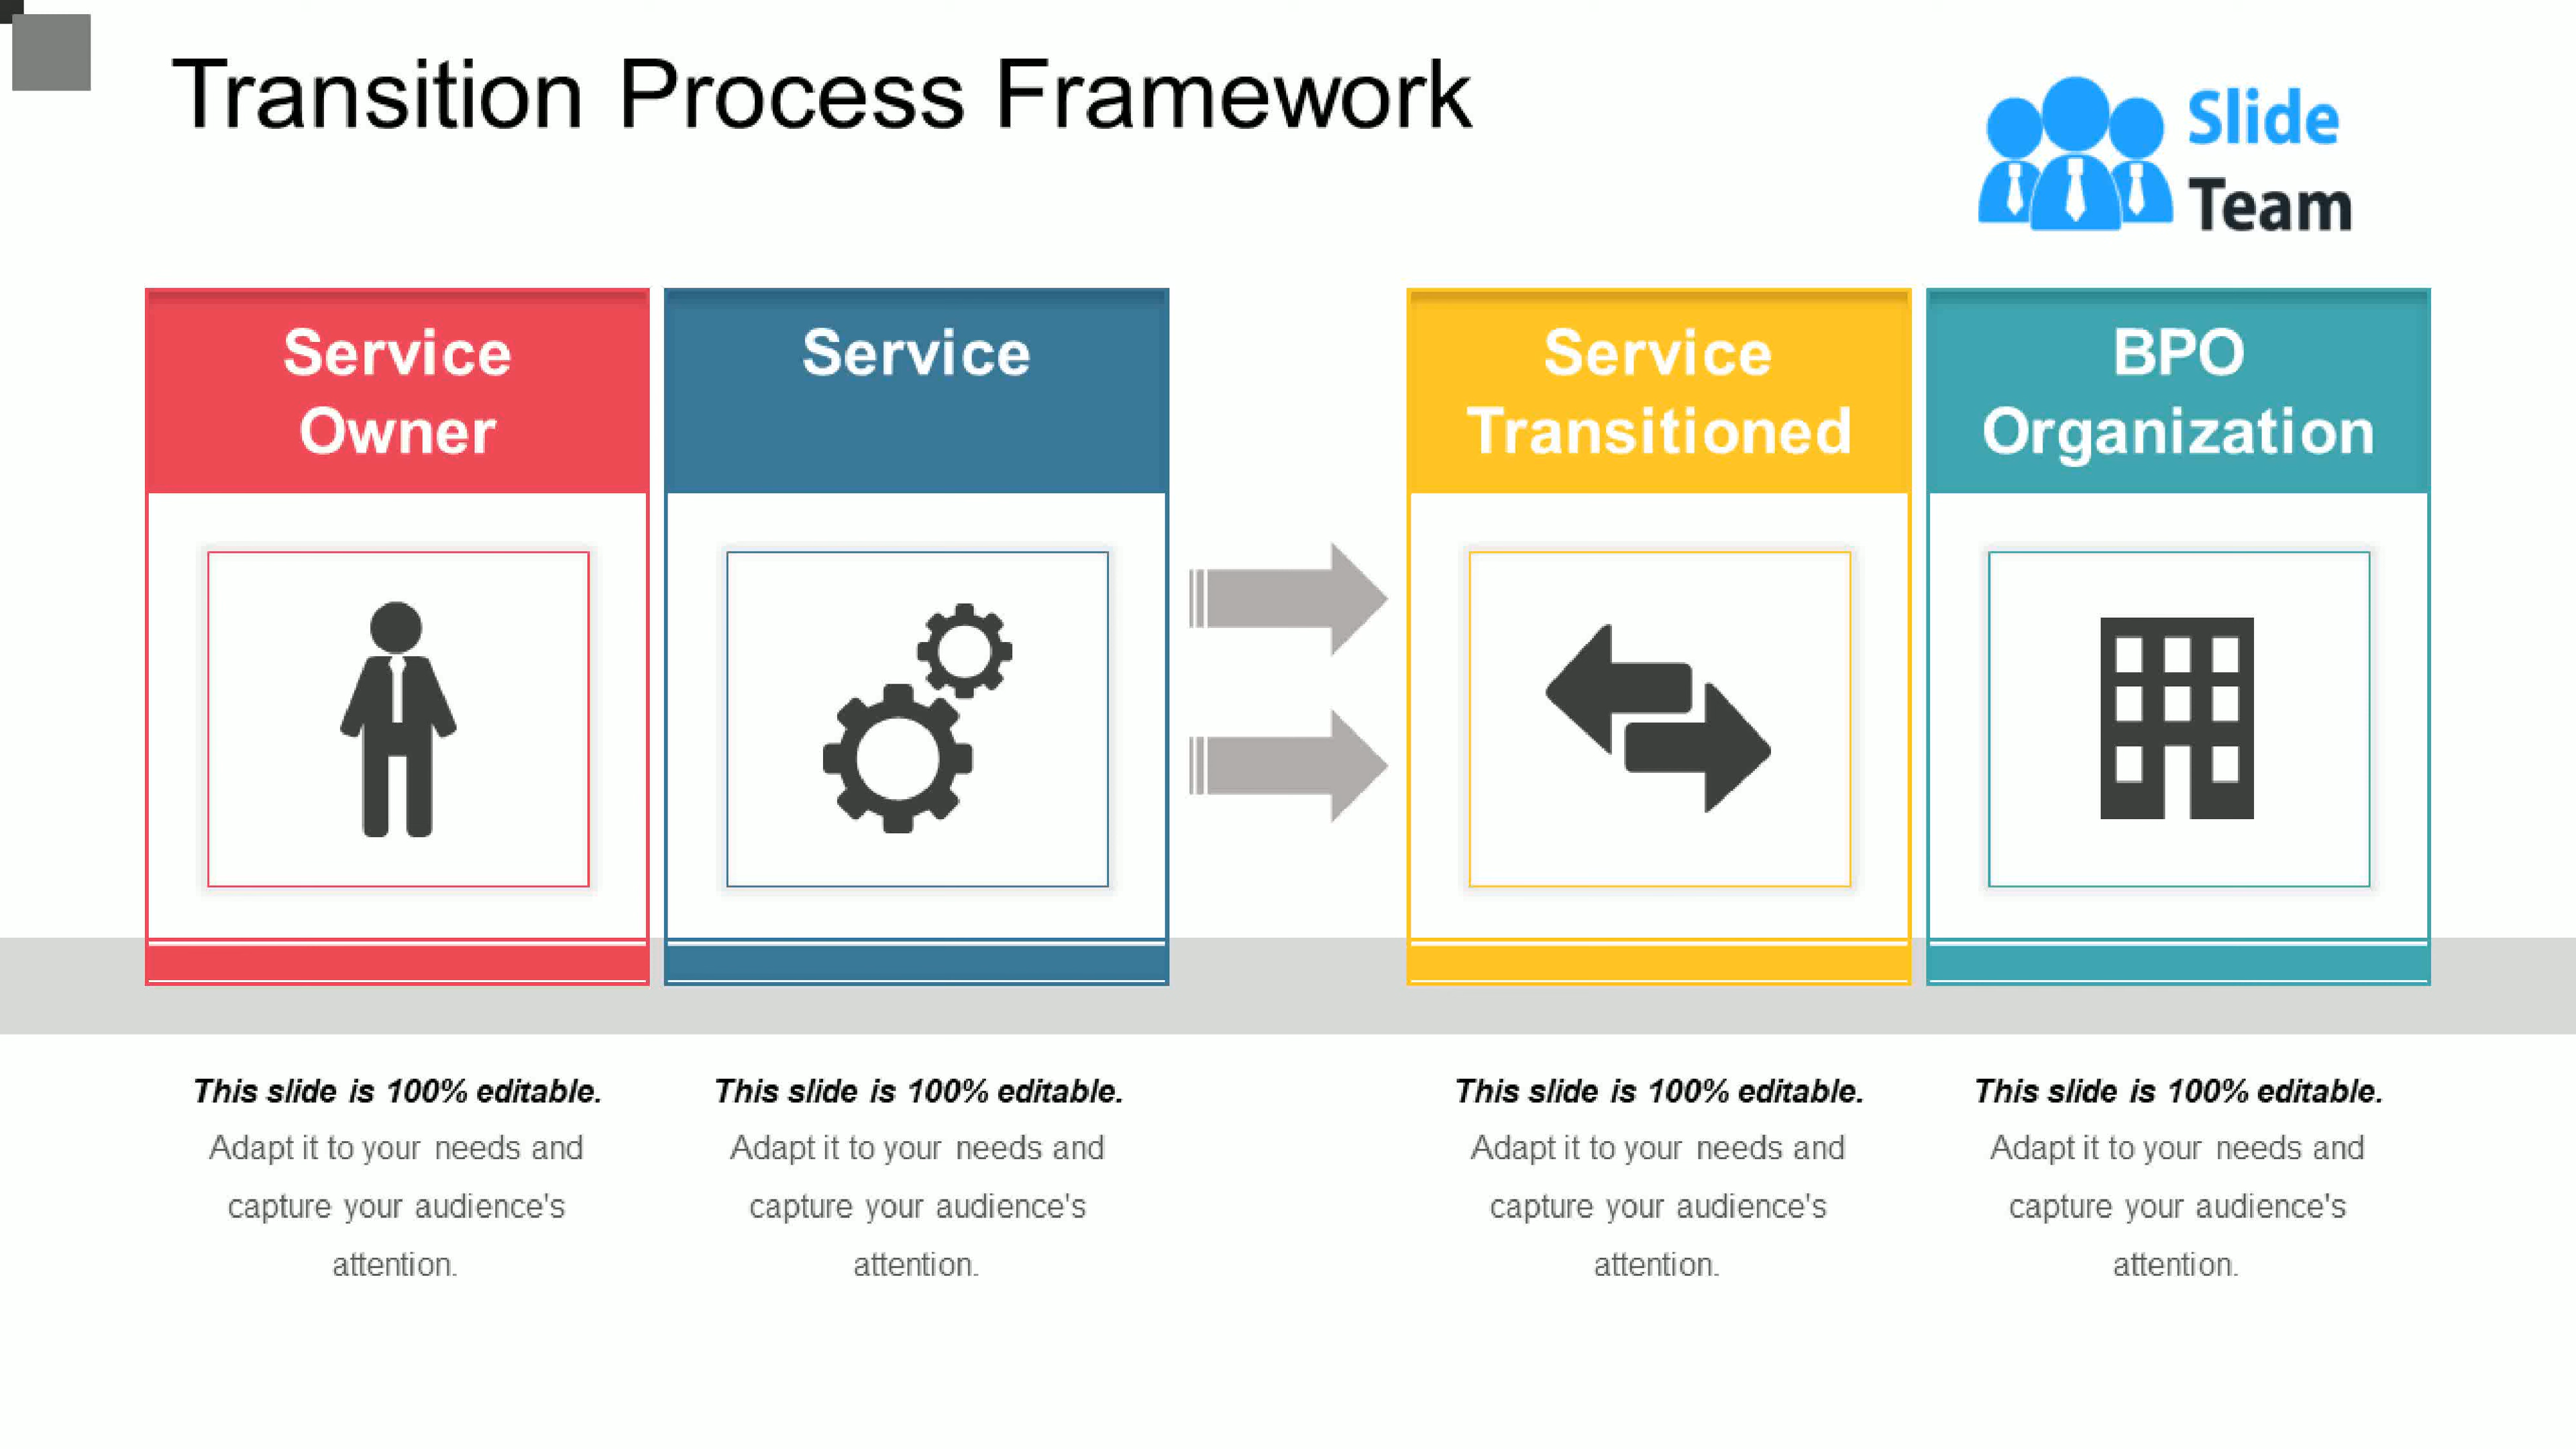 Transition Process Framework
Slide
Team
Service
Owner
Service
Service
Transitioned
BPO
Organization
This slide is 100% editable.
Adapt it to your needs and
capture your audience's
attention.
This slide is 100% editable.
Adapt it to your needs and
capture your audience's
attention.
This slide is 100% editable.
Adapt it to your needs and
capture your audience's
attention.
This slide is 100% editable.
Adapt it to your needs and
capture your audience's
attention.